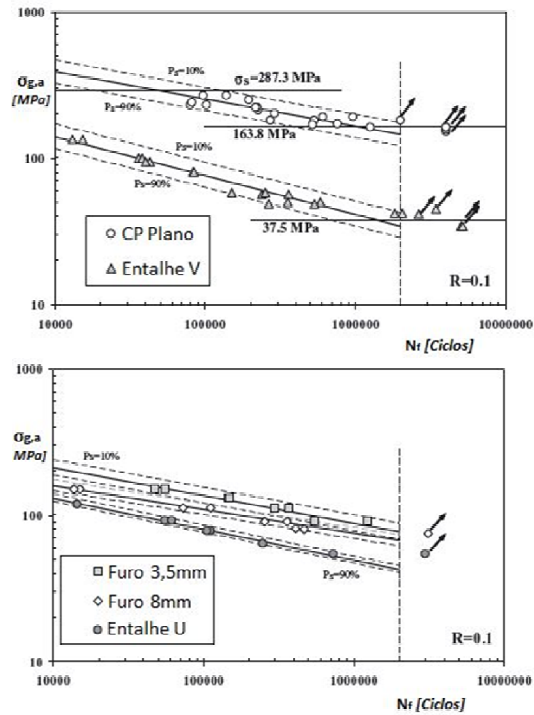 1000
σg,a
[MPa]
Ps=10%
σs=287.3 MPa
Ps=90%
100
Ps=10%
163.8 MPa
Ps=90%
CP Plano
Entalhe V
37.5 MPa
R=0.1
10
10000
100000
1000000
10000000
Nf [Ciclos]
1000
σg,a
MPa]
Ps=10%
100
Furo 3,5mm
Furo 8mm
Entalhe U
Ps=90%
R=0.1
10
10000
100000
1000000
10000000
Nf [Ciclos]